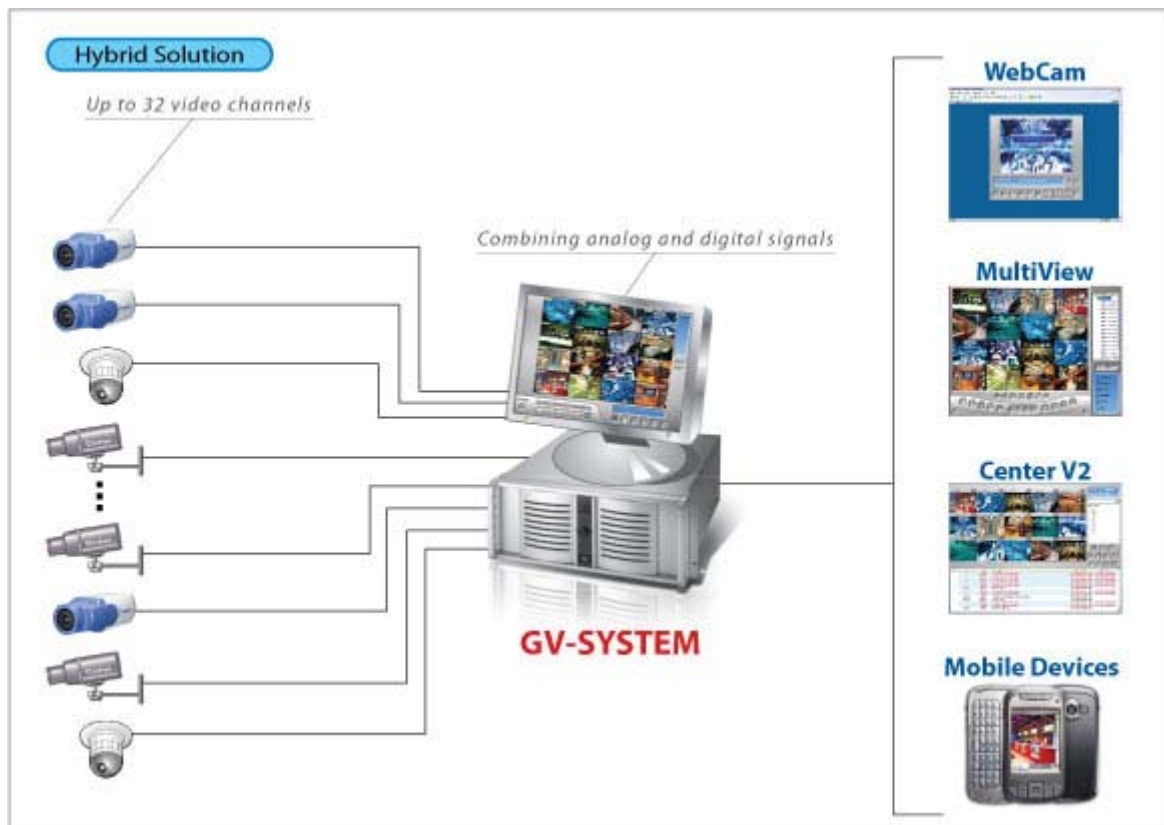 Hybrid Solution
Up to 32 video channels
Combining analog and digital signals
GV-SYSTEM
WebCam
MultiView
Center V2
Mobile Devices